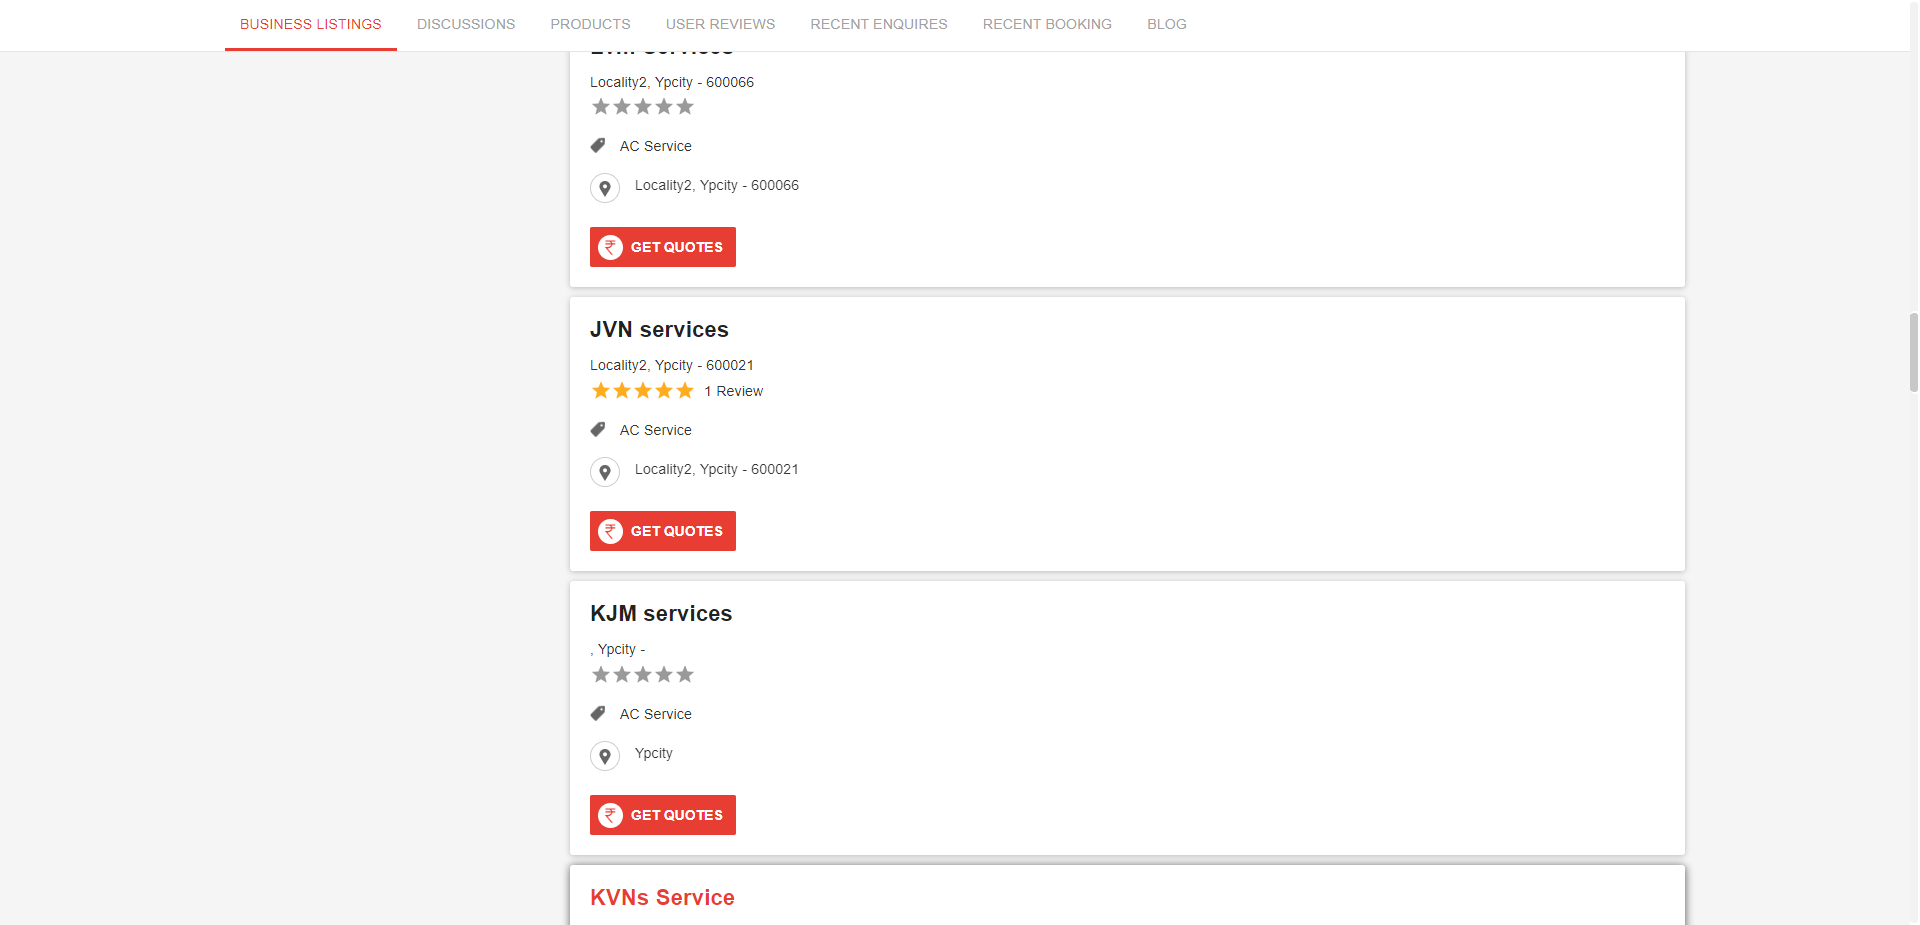 BUSINESS LISTINGS DISCUSSIONS PRODUCTS USER REVIEWS RECENT ENQUIRES RECENT BOOKING BLOG
Services
Locality2, Ypcity - 600066
AC Service
Locality2, Ypcity - 600066
₹ GET QUOTES
JVN services
Locality2, Ypcity - 600021
1 Review
AC Service
Locality2, Ypcity - 600021
₹ GET QUOTES
KJM services
, Ypcity -
AC Service
Ypcity
₹ GET QUOTES
KVNs Service